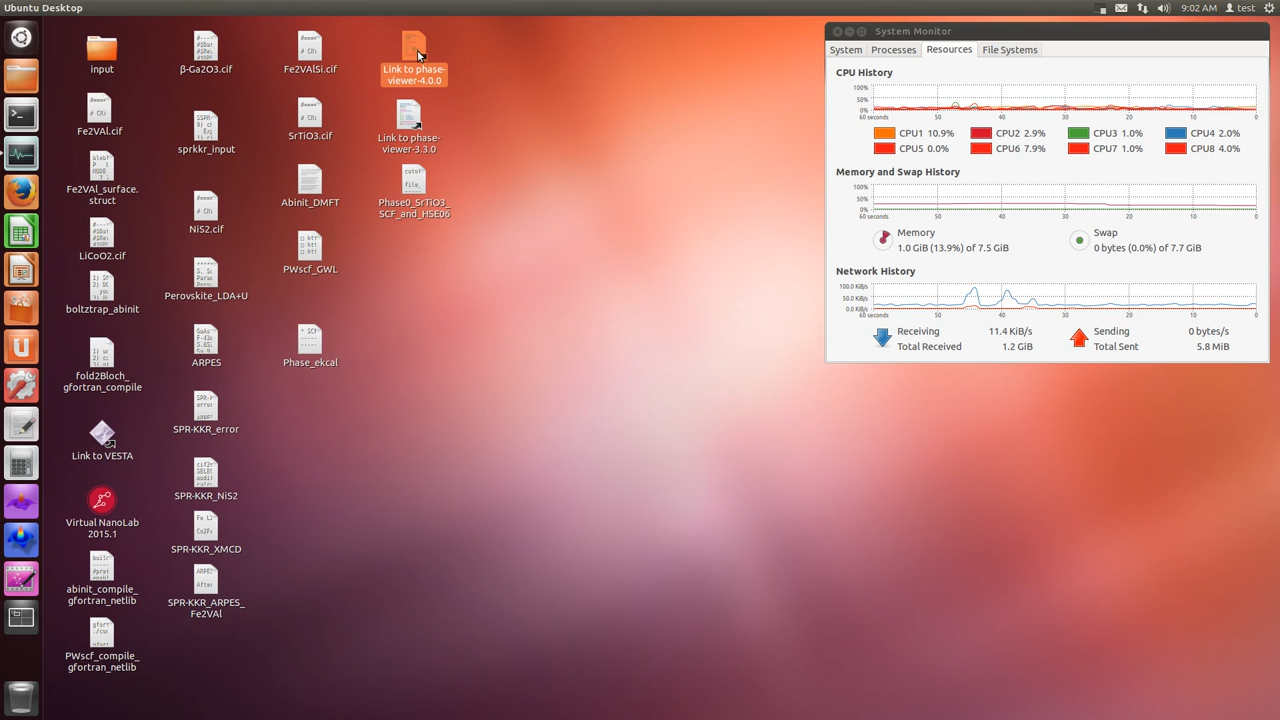 Ubuntu Desktop
9:02 AM
test
input
Fe2VAl.cif
Fe2VAl_surface.
struct
LiCoO2.cif
boltztrap_abinit
fold2Bloch_
gfortran_compile
Link to VESTA
Virtual NanoLab
2015.1
abinit_compile_
gfortran_netlib
PWscf_compile_
gfortran_netlib
β-Ga2O3.cif
sprkkr_input
NiS2.cif
Perovskite_LDA+U
ARPES
SPR-KKR_error
SPR-KKR_NiS2
SPR-KKR_XMCD
SPR-KKR_ARPES_
Fe2VAl
Fe2VAlSi.cif
SrTiO3.cif
Abinit_DMFT
PWscf_GWL
Phase_ekcal
Link to phase-
viewer-4.0.0
Link to phase-
viewer-3.3.0
Phase0_SrTiO3_
SCF_and_HSE06
System Monitor
System Processes Resources File Systems
CPU History
100%
50%
0%
60 seconds 50 40 30 20 10 0
CPU1 10.9% CPU2 2.9% CPU3 1.0% CPU4 2.0%
CPU5 0.0% CPU6 7.9% CPU7 1.0% CPU8 4.0%
Memory and Swap History
100%
50%
0%
60 seconds 50 40 30 20 10 0
Memory
1.0 GiB (13.9%) of 7.5 GiB
Swap
0 bytes (0.0%) of 7.7 GiB
Network History
100.0 KiB/s
50.0 KiB/s
0.0 KiB/s
60 seconds 50 40 30 20 10 0
Receiving 11.4 KiB/s
Total Received 1.2 GiB
Sending 0 bytes/s
Total Sent 5.8 MiB